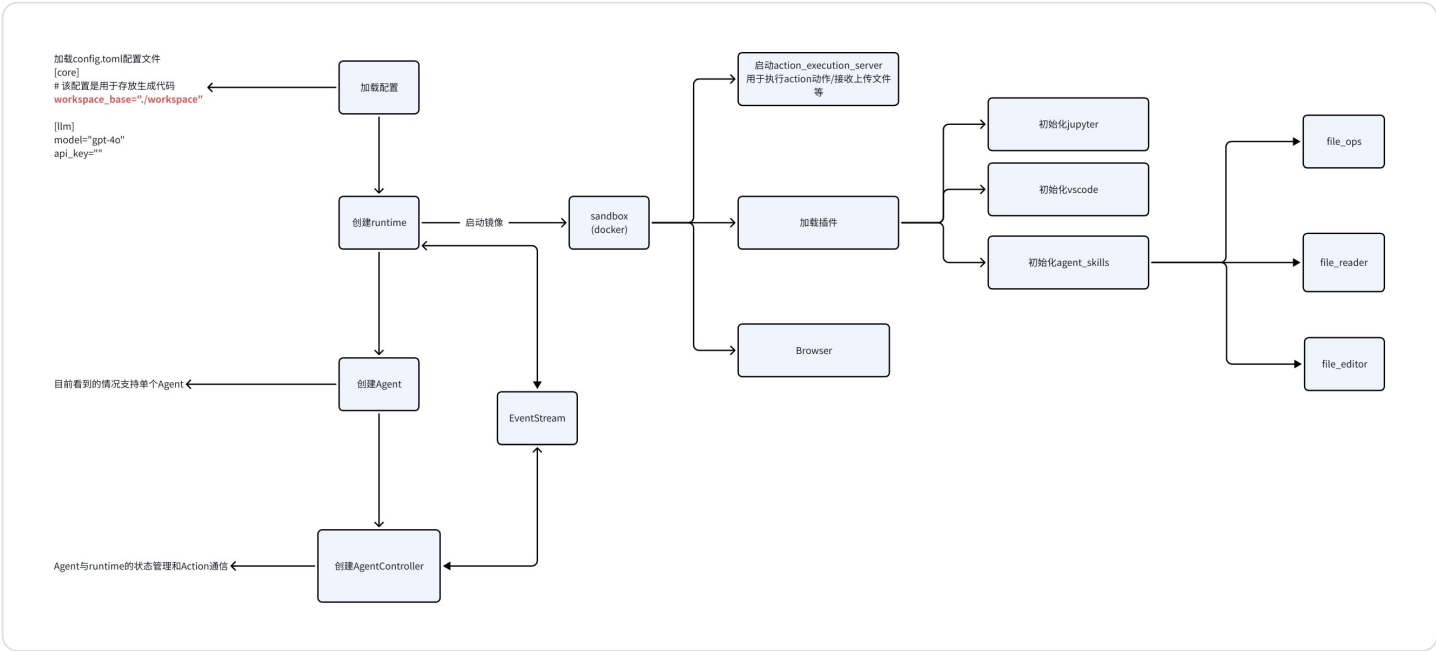 加载config.toml配置文件
[core]
# 该配置是用于存放生成代码
workspace_base="./workspace"
[llm]
model="gpt-4o"
api_key=""
加载配置
启动action_execution_server
用于执行action动作/接收上传文件
等
初始化jupyter
file_ops
初始化vscode
创建runtime
启动镜像
sandbox
(docker)
加载插件
初始化agent_skills
file_reader
Browser
file_editor
目前看到的情况支持单个Agent
创建Agent
EventStream
Agent与runtime的状态管理和Action通信
创建AgentController